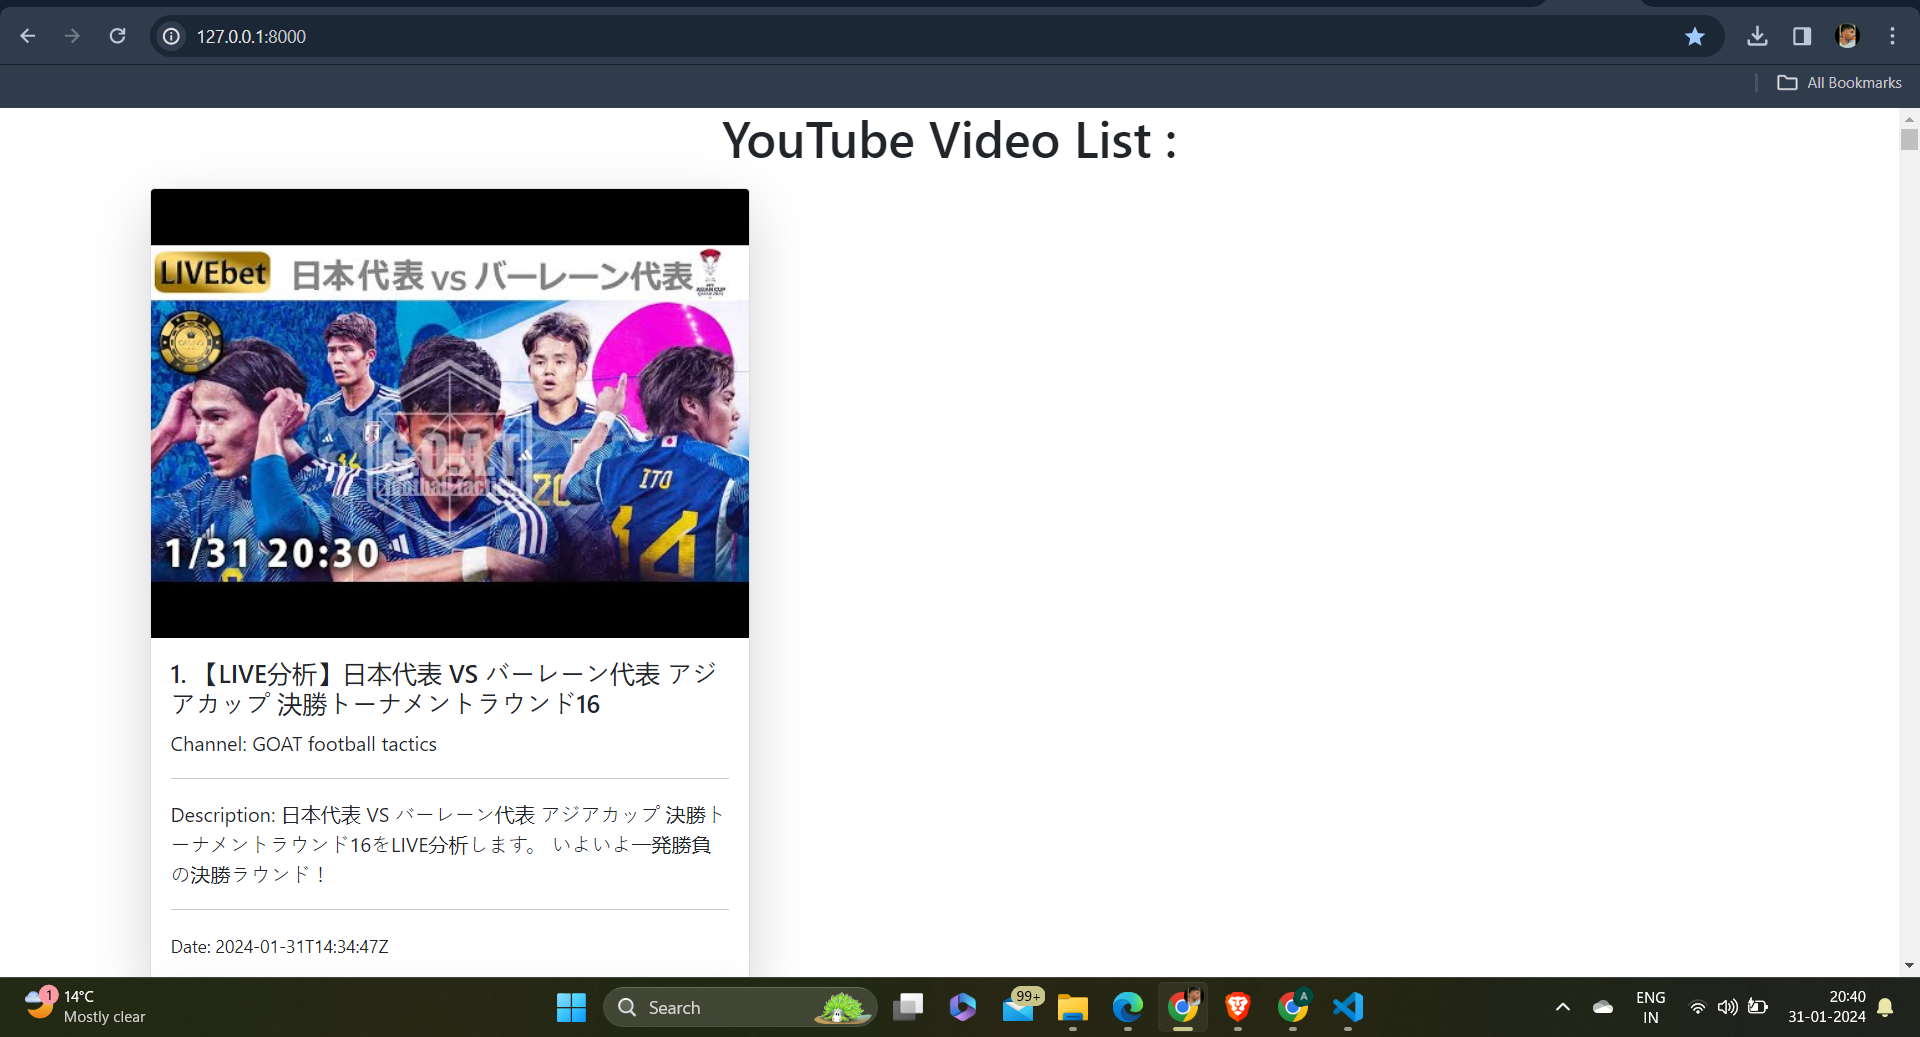 127.0.0.1:8000
All Bookmarks
YouTube Video List :
LIVEbet 日本代表 VS バーレーン代表
ASIAN CUP
G.O.A.T
football tactics
20
ITO
14
1/31 20:30
1. 【LIVE分析】日本代表 VS バーレーン代表 アジ
アカップ 決勝トーナメントラウンド16
Channel: GOAT football tactics
Description: 日本代表 VS バーレーン代表 アジアカップ 決勝ト
ーナメントラウンド16をLIVE分析します。 いよいよ一発勝負
の決勝ラウンド！
Date: 2024-01-31T14:34:47Z
1
14°C
Mostly clear
Search
99+
A
ENG
IN
20:40
31-01-2024